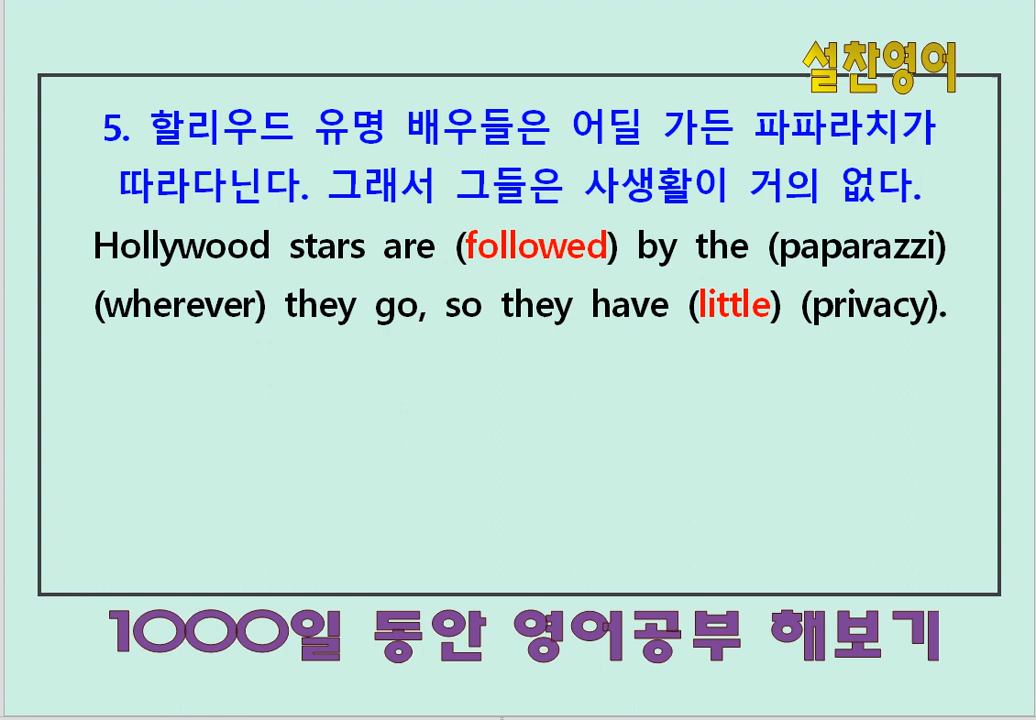 설찬영어
5. 할리우드 유명 배우들은 어딜 가든 파파라치가
따라다닌다. 그래서 그들은 사생활이 거의 없다.
Hollywood stars are (followed) by the (paparazzi)
(wherever) they go, so they have (little) (privacy).
1000일 동안 영어공부 해보기